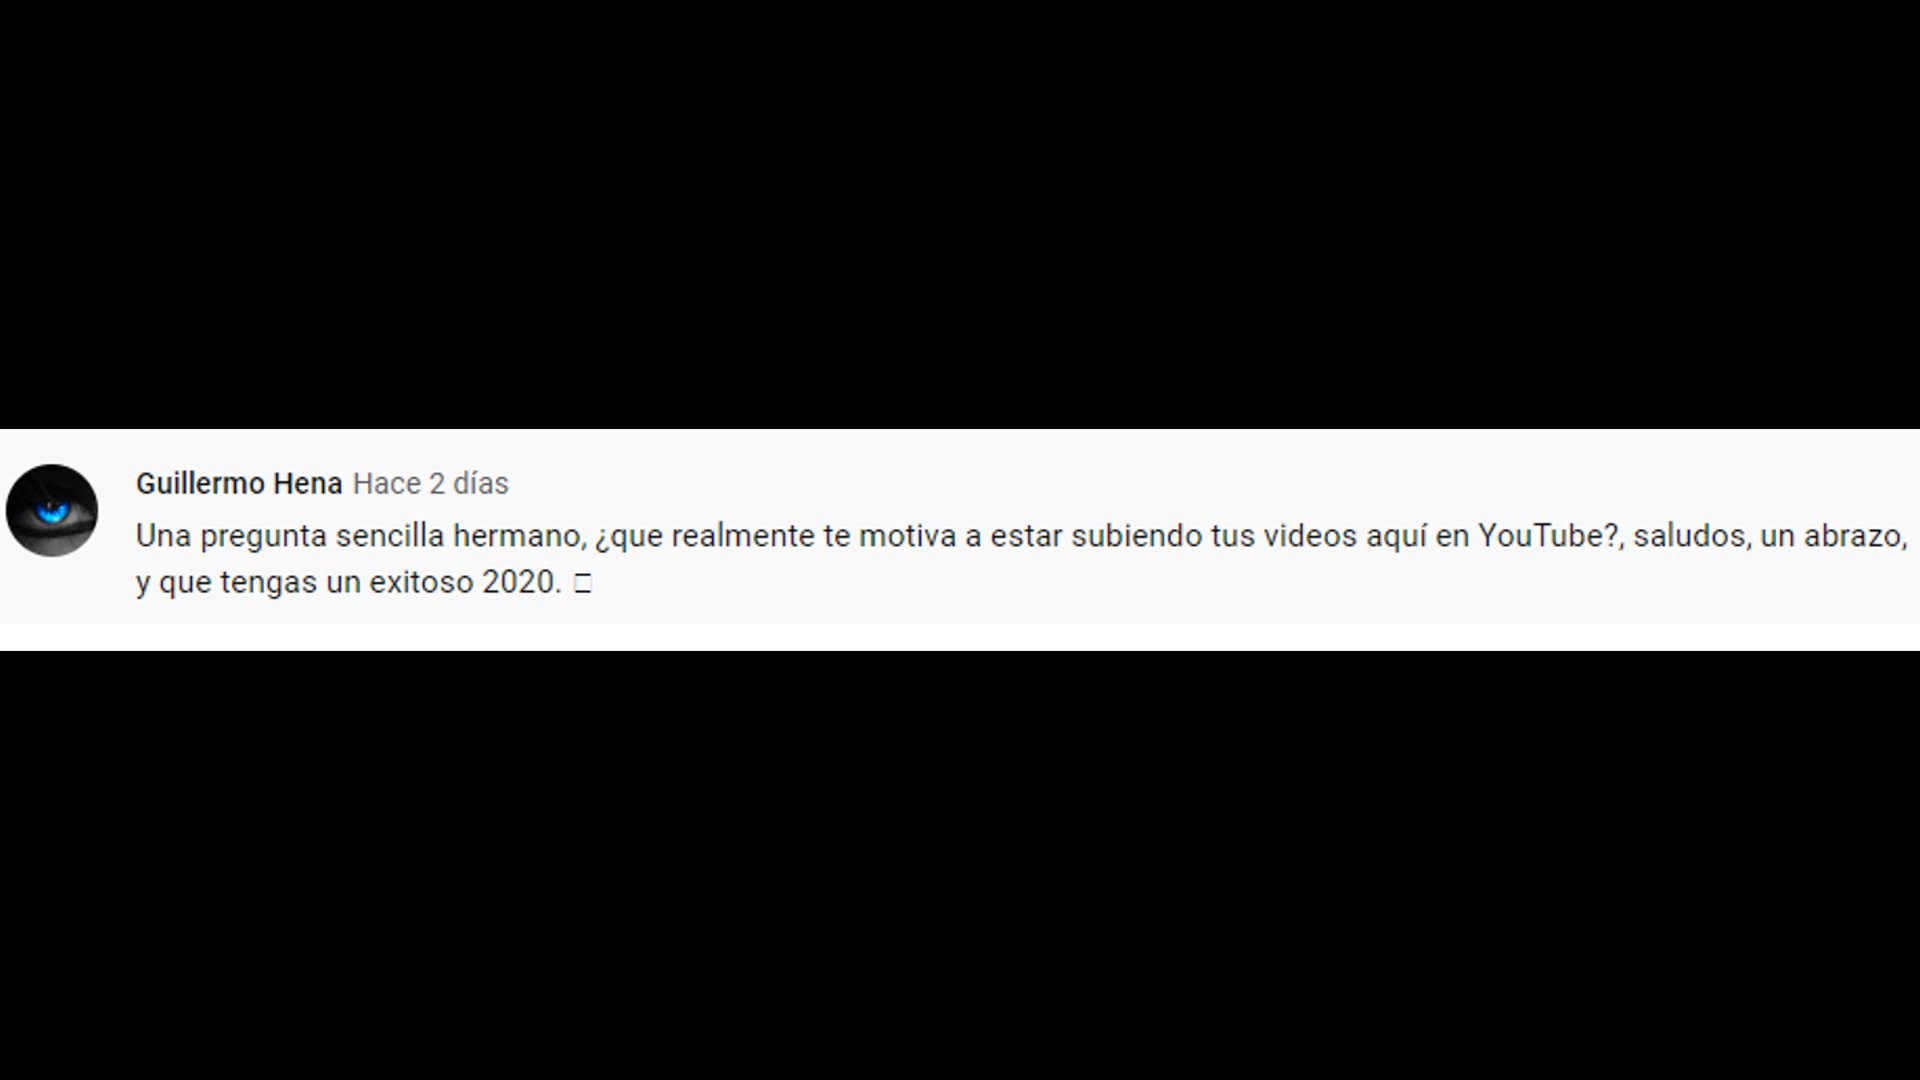 Guillermo Hena Hace 2 días
Una pregunta sencilla hermano, ¿que realmente te motiva a estar subiendo tus videos aquí en YouTube?, saludos, un abrazo,
y que tengas un exitoso 2020. □